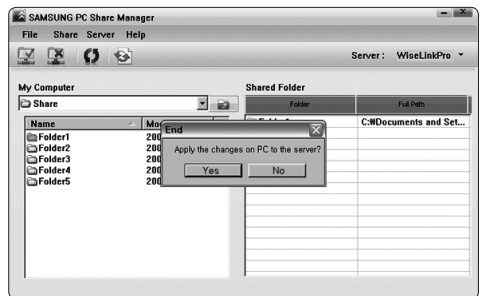 SAMSUNG PC Share Manager
File Share Server Help
Server : WiseLinkPro
My Computer
Shared Folder
Share
Folder Full Path
Name
C:₩Documents and Set...
Folder1
Folder2
Folder3
Folder4
Folder5
End
Apply the changes on PC to the server?
Yes No